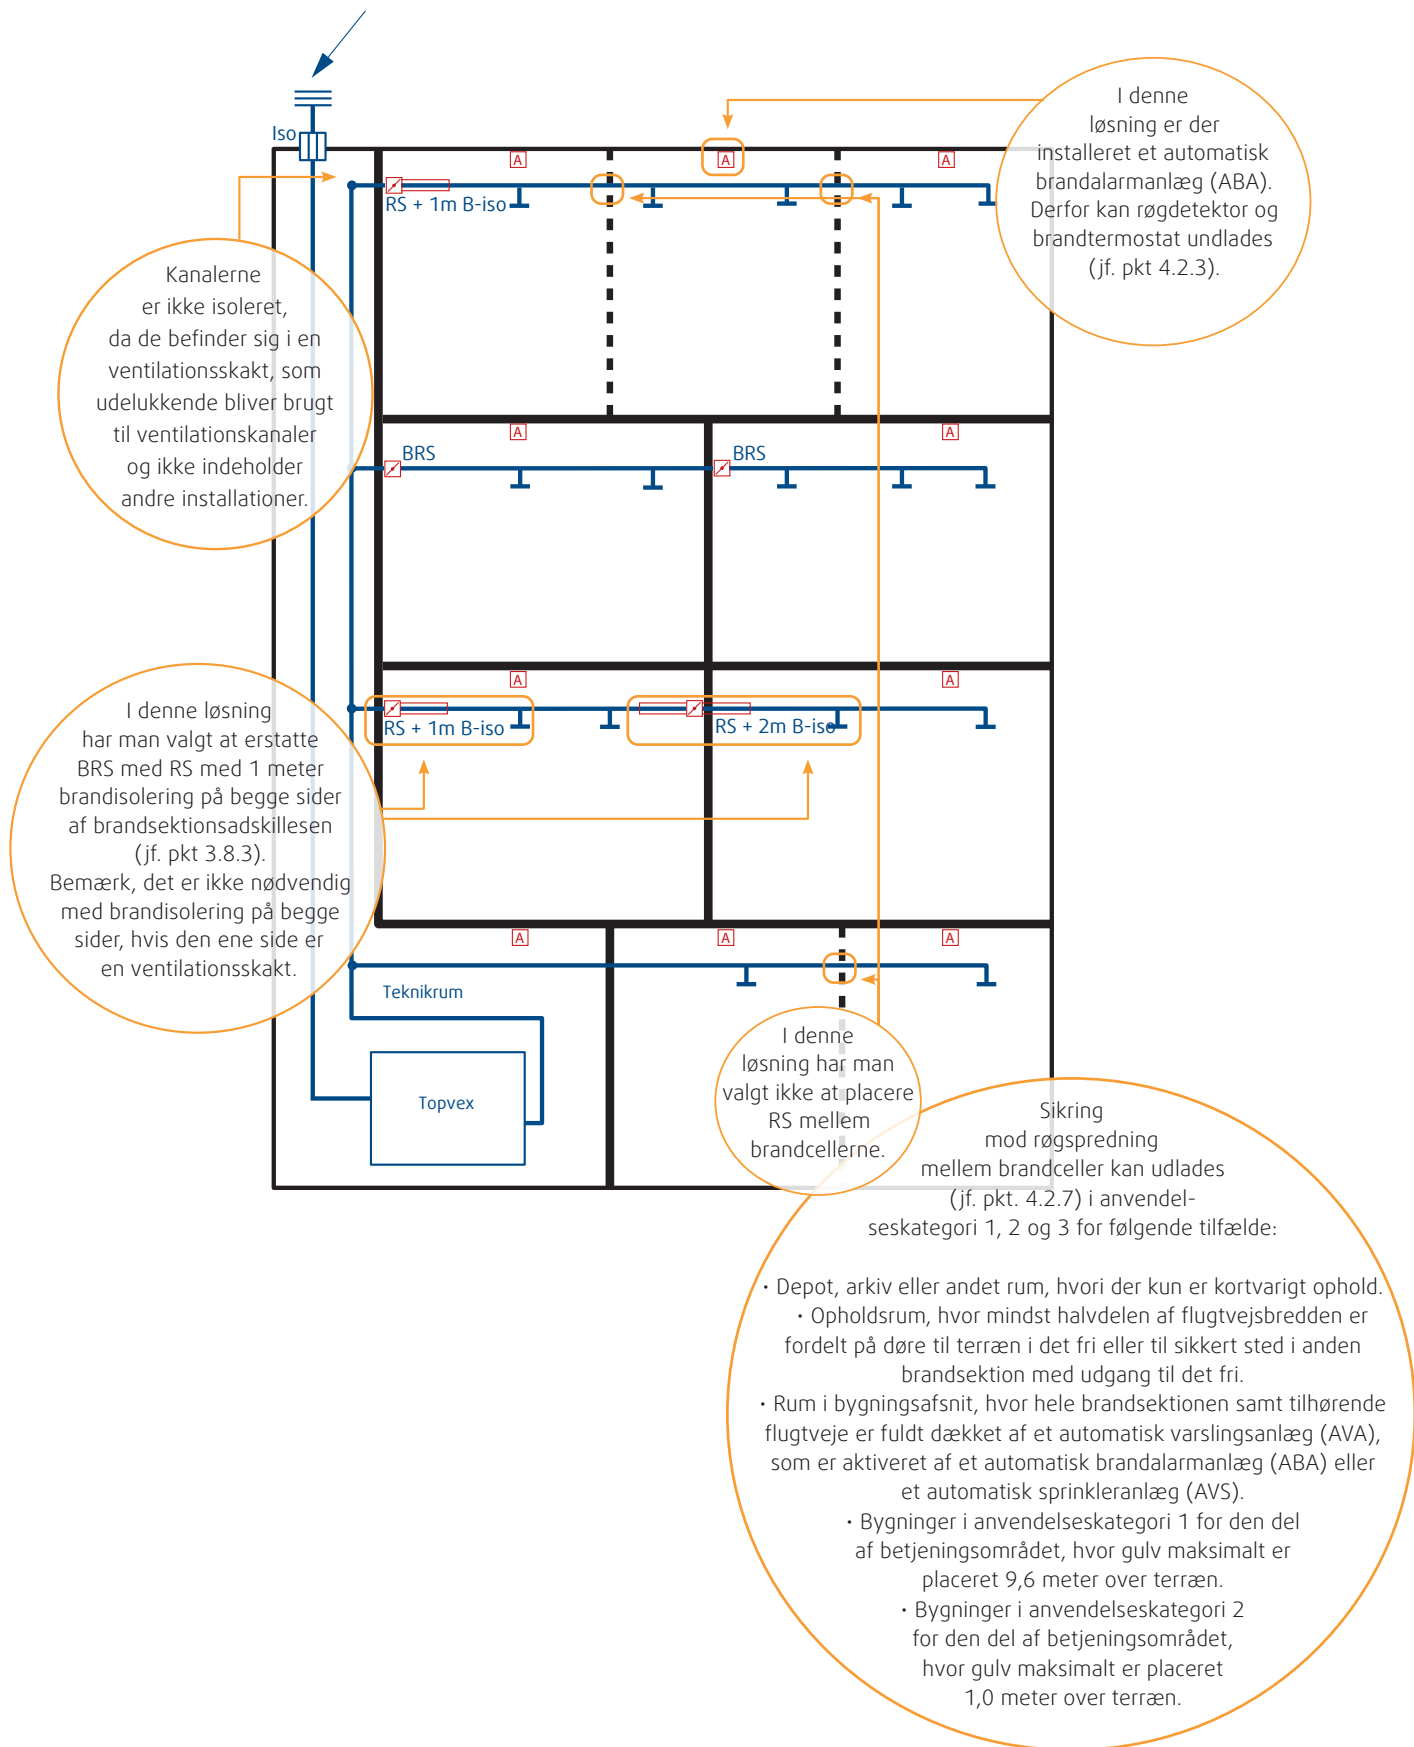 I denne
løsning er der
installeret et automatisk
brandalarmanlæg (ABA).
Derfor kan røgdetektor og
brandtermostat undlades
(jf. pkt 4.2.3).
Iso
A
A
A
RS + 1m B-iso
Kanalerne
er ikke isoleret,
da de befinder sig i en
ventilationsskakt, som
udelukkende bliver brugt
til ventilationskanaler
og ikke indeholder
andre installationer.
A
A
BRS
BRS
A
A
RS + 1m B-iso
RS + 2m B-iso
I denne løsning
har man valgt at erstatte
BRS med RS med 1 meter
brandisolering på begge sider
af brandsektionsadskillesen
(jf. pkt 3.8.3).
Bemærk, det er ikke nødvendig
med brandisolering på begge
sider, hvis den ene side er
en ventilationsskakt.
A
A
A
Teknikrum
Topvex
I denne
løsning har man
valgt ikke at placere
RS mellem
brandcellerne.
Sikring
mod røgspredning
mellem brandceller kan udlades
(jf. pkt. 4.2.7) i anvendel-
seskategori 1, 2 og 3 for følgende tilfælde:
• Depot, arkiv eller andet rum, hvori der kun er kortvarigt ophold.
• Opholdsrum, hvor mindst halvdelen af flugtvejsbredden er
fordelt på døre til terræn i det fri eller til sikkert sted i anden
brandsektion med udgang til det fri.
• Rum i bygningsafsnit, hvor hele brandsektionen samt tilhørende
flugtveje er fuldt dækket af et automatisk varslingsanlæg (AVA),
som er aktiveret af et automatisk brandalarmanlæg (ABA) eller
et automatisk sprinkleranlæg (AVS).
• Bygninger i anvendelseskategori 1 for den del
af betjeningsområdet, hvor gulv maksimalt er
placeret 9,6 meter over terræn.
• Bygninger i anvendelseskategori 2
for den del af betjeningsområdet,
hvor gulv maksimalt er placeret
1,0 meter over terræn.